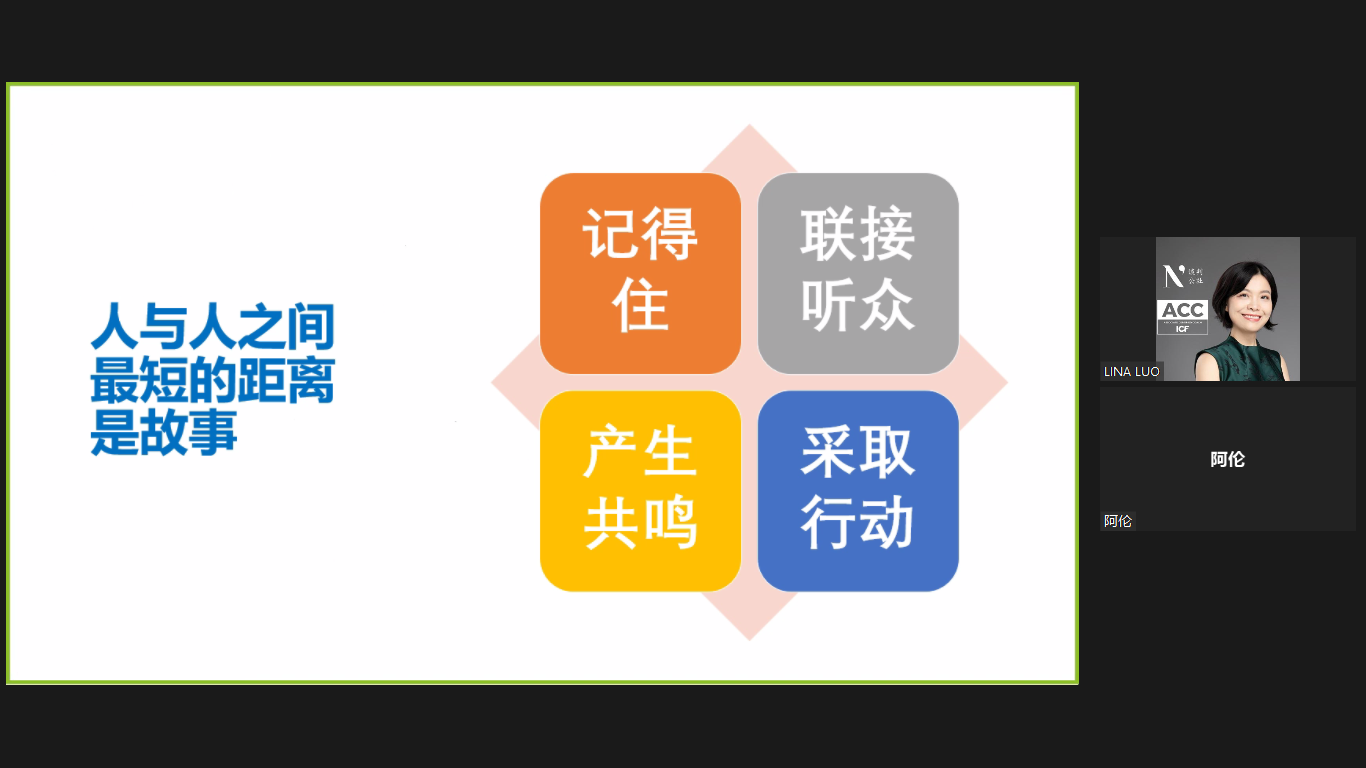 人与人之间
最短的距离
是故事
记得
住
联接
听众
产生
共鸣
采取
行动
ACC
ICF
LINA LUO
阿伦
阿伦